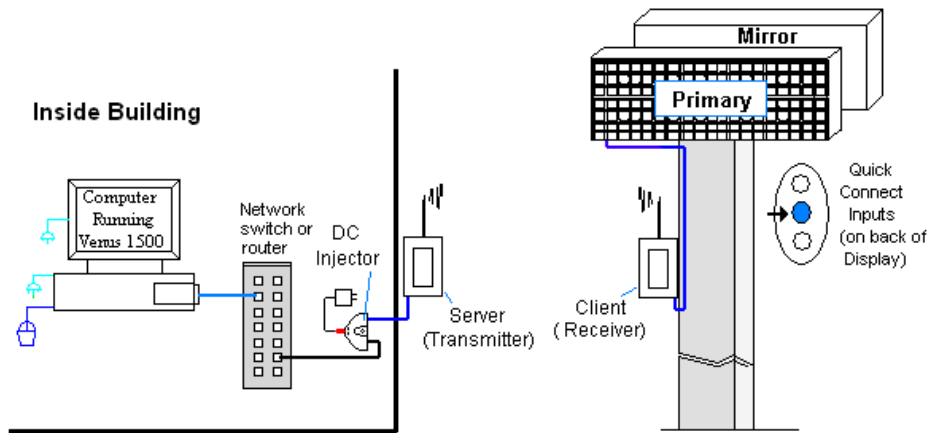 Inside Building
Computer
Running
Venus 1500
Network
switch or
router
DC
Injector
Server
(Transmitter)
Mirror
Primary
Client
( Receiver)
Quick
Connect
Inputs
(on back of
Display)